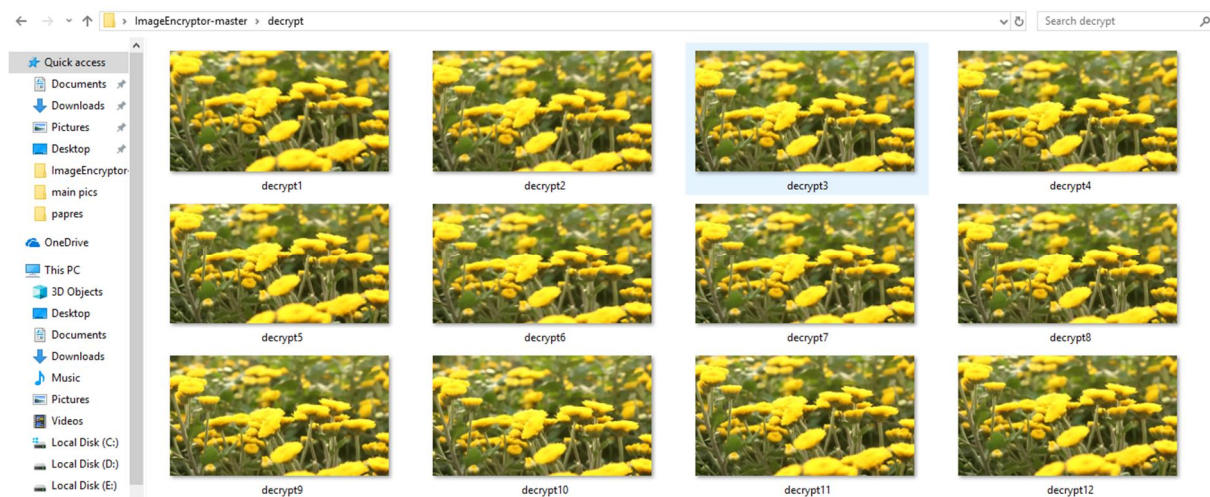 ImageEncryptor-master > decrypt
Search decrypt
Quick access
Documents
Downloads
Pictures
Desktop
ImageEncryptor-
main pics
papres
OneDrive
This PC
3D Objects
Desktop
Documents
Downloads
Music
Pictures
Videos
Local Disk (C:)
Local Disk (D:)
Local Disk (E:)
decrypt1
decrypt2
decrypt3
decrypt4
decrypt5
decrypt6
decrypt7
decrypt8
decrypt9
decrypt10
decrypt11
decrypt12